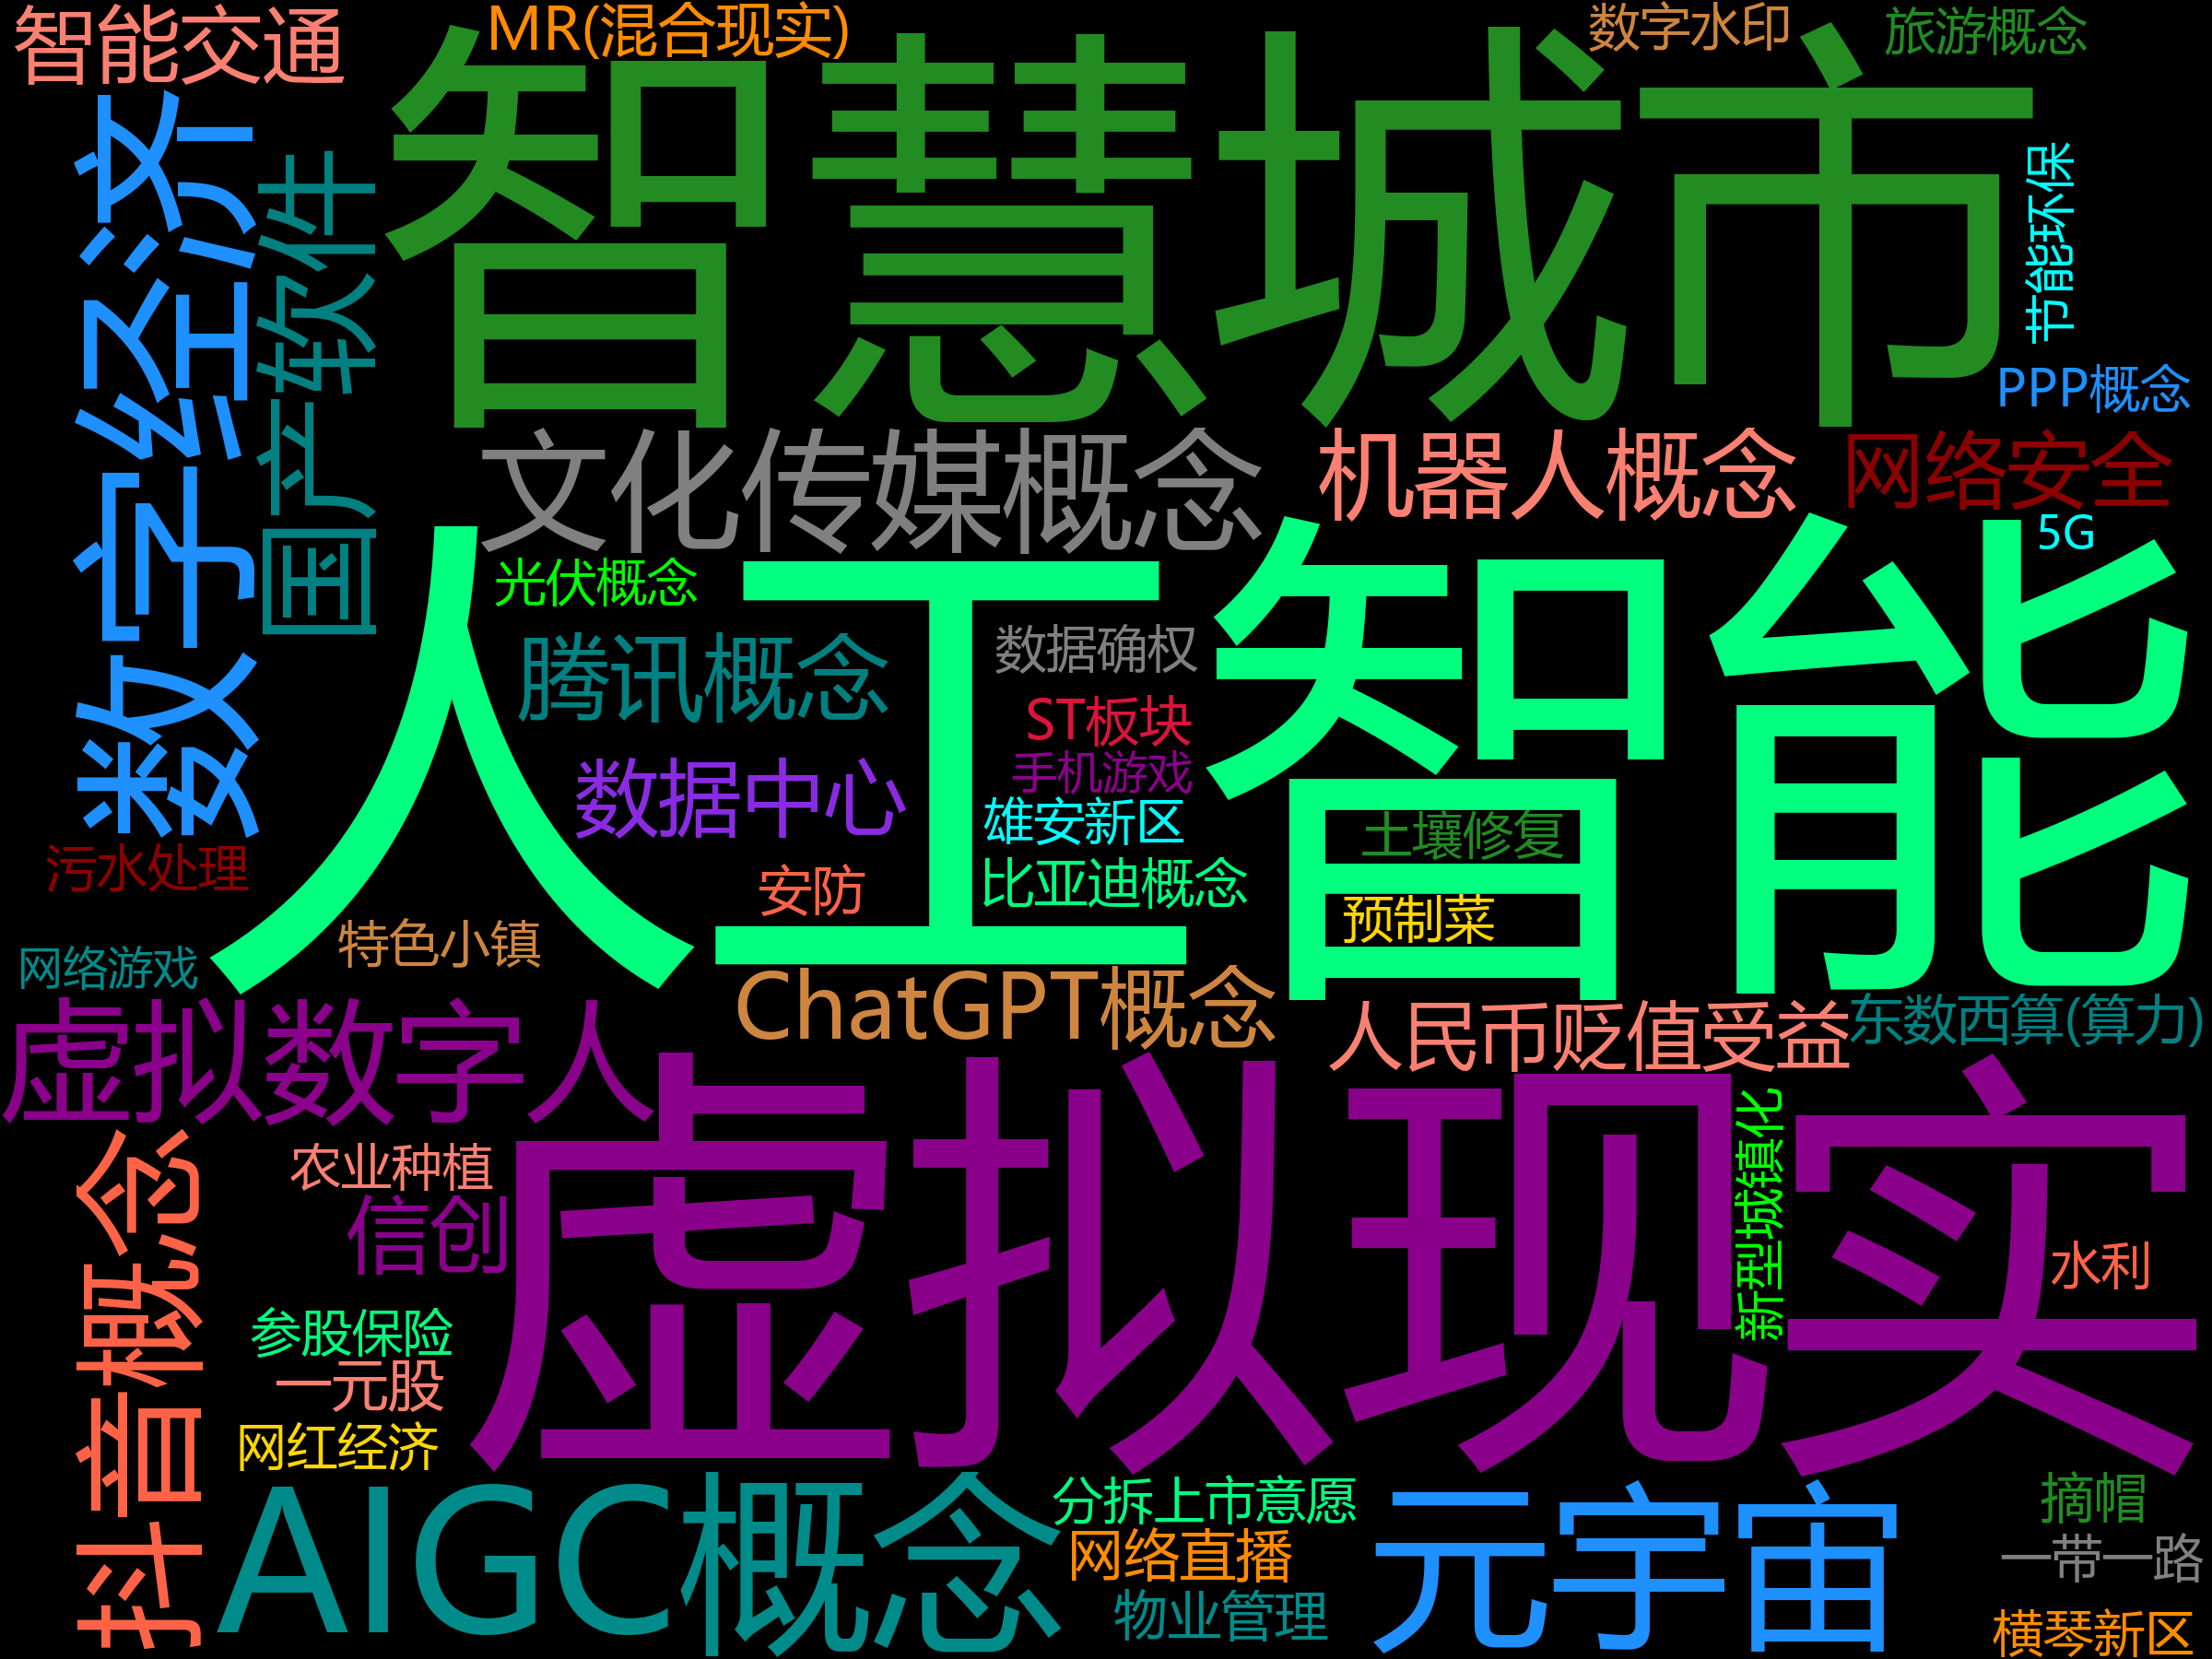 智能交通
MR(混合现实)
数字水印
旅游概念
智慧城市
数字经济
国产软件
节能环保
PPP概念
文化传媒概念
机器人概念
网络安全
5G
人工智能
光伏概念
腾讯概念
数据确权
ST板块
手机游戏
数据中心
雄安新区
土壤修复
污水处理
安防
比亚迪概念
预制菜
特色小镇
网络游戏
ChatGPT概念
人民币贬值受益
东数西算(算力)
虚拟数字人
虚拟现实
抖音概念
农业种植
信创
新型城镇化
水利
参股保险
一元股
网红经济
AIGC概念
分拆上市意愿
网络直播
物业管理
元宇宙
摘帽
一带一路
横琴新区